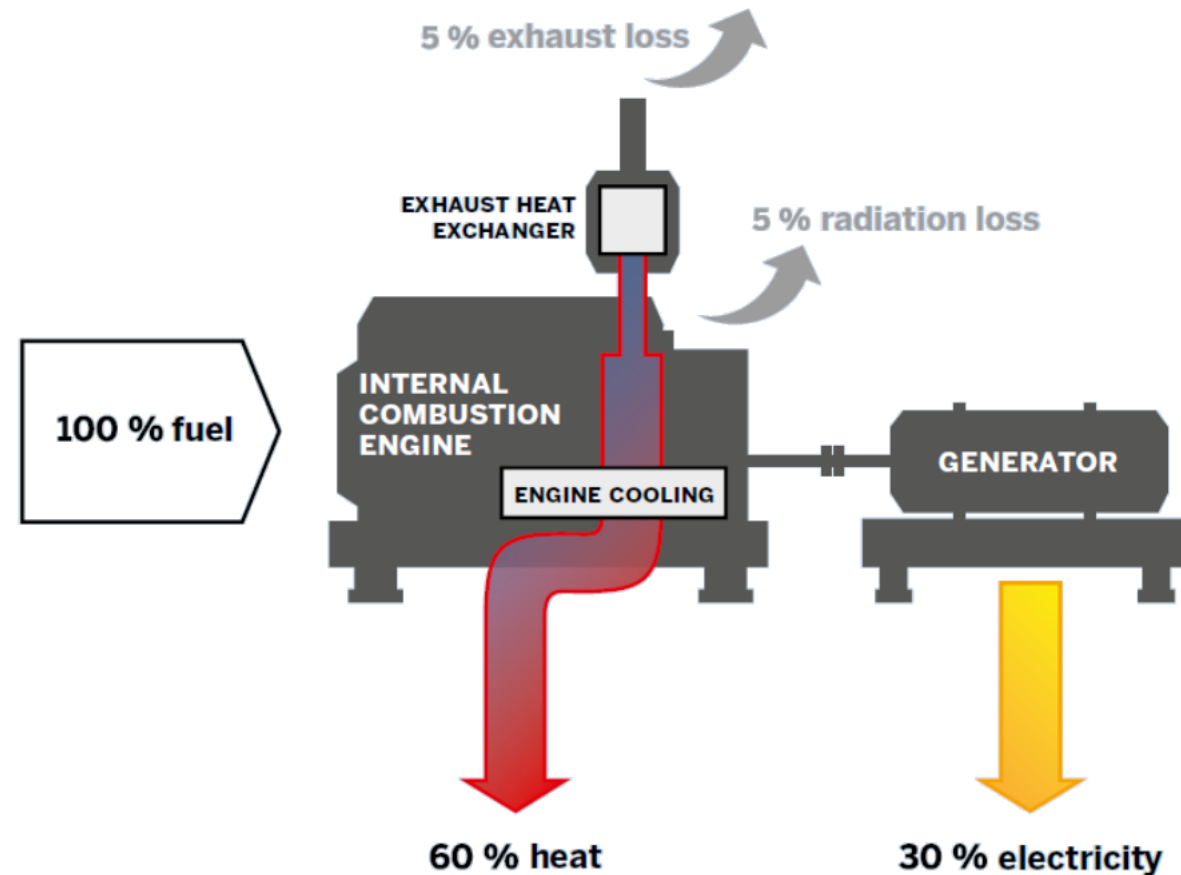 5 % exhaust loss
EXHAUST HEAT
EXCHANGER
5 % radiation loss
100 % fuel
INTERNAL
COMBUSTION
ENGINE
ENGINE COOLING
GENERATOR
60 % heat
30 % electricity